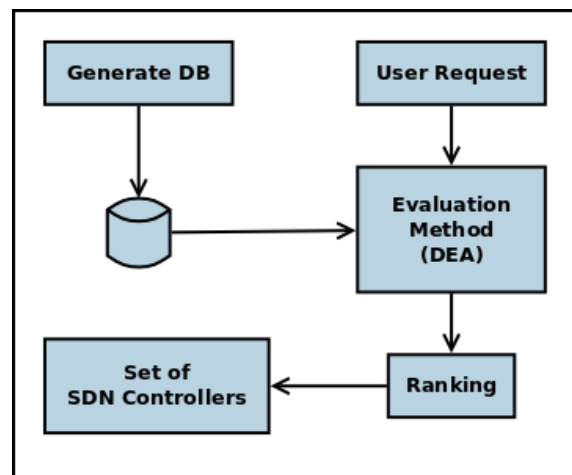 Generate DB
User Request
Evaluation
Method
(DEA)
Set of
SDN Controllers
Ranking